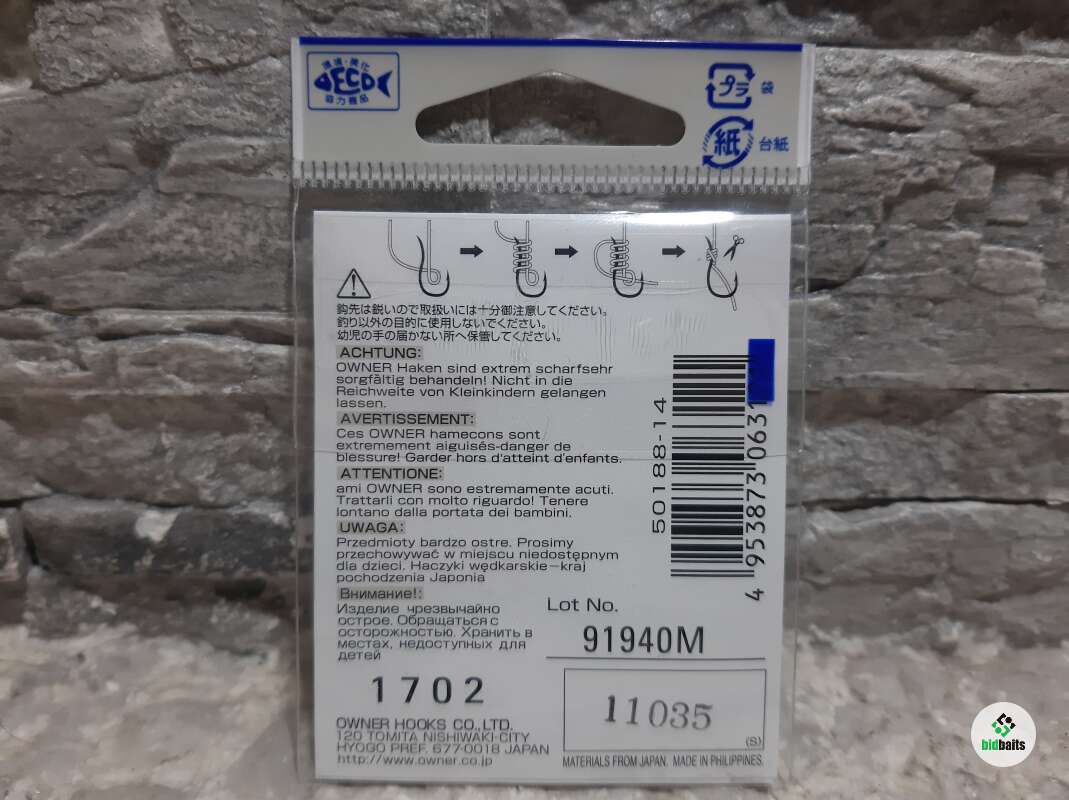 環境・美化
ECO
協力商品
プラ
袋
紙
台紙
鈎先は鋭いので取扱いには十分御注意してください。
釣り以外の目的に使用しないでください。
幼児の手の届かない所へ保管してください。
ACHTUNG:
OWNER Haken sind extrem scharfsehr
sorgfältig behandeln! Nicht in die
Reichweite von Kleinkindern gelangen
lassen.
AVERTISSEMENT:
Ces OWNER hamecons sont
extremement aiguisés-danger de
blessure! Garder hors d'atteint d'enfants.
ATTENTIONE:
ami OWNER sono estremamente acuti.
Trattarli con molto riguardo! Tenere
lontano dalla portata dei bambini.
UWAGA:
Przedmioty bardzo ostre. Prosimy
przechowywać w miejscu niedostępnym
dla dzieci. Haczyki wędkarskie-kraj
pochodzenia Japonia
Внимание!:
Изделие чрезвычайно
острое. Обращаться с
осторожностью. Хранить в
местах, недоступных для
детей
50188-14
4 953873 0631
Lot No.
91940M
1702
11035
(S)
OWNER HOOKS CO.,LTD.
120 TOMITA NISHIWAKI-CITY
HYOGO PREF. 677-0018 JAPAN
http://www.owner.co.jp
MATERIALS FROM JAPAN. MADE IN PHILIPPINES.
bidbaits